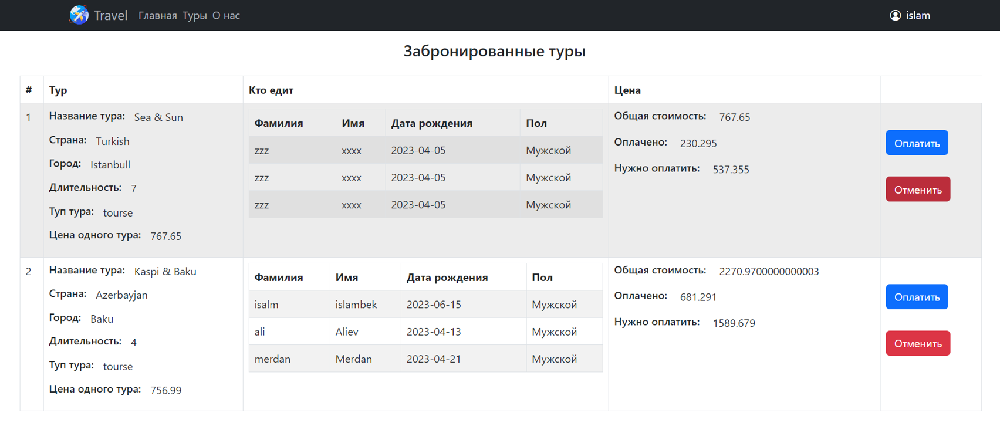 Travel Главная Туры О нас islam
Забронированные туры
# Тур Кто едит Цена
1
Название тура: Sea & Sun
Страна: Turkish
Город: Istanbull
Длительность: 7
Туп тура: tourse
Цена одного тура: 767.65
Фамилия Имя Дата рождения Пол
zzz xxxx 2023-04-05 Мужской
zzz xxxx 2023-04-05 Мужской
zzz xxxx 2023-04-05 Мужской
Общая стоимость: 767.65
Оплачено: 230.295
Нужно оплатить: 537.355
Оплатить
Отменить
2
Название тура: Kaspi & Baku
Страна: Azerbayjan
Город: Baku
Длительность: 4
Туп тура: tourse
Цена одного тура: 756.99
Фамилия Имя Дата рождения Пол
isalm islambek 2023-06-15 Мужской
ali Aliev 2023-04-13 Мужской
merdan Merdan 2023-04-21 Мужской
Общая стоимость: 2270.9700000000003
Оплачено: 681.291
Нужно оплатить: 1589.679
Оплатить
Отменить